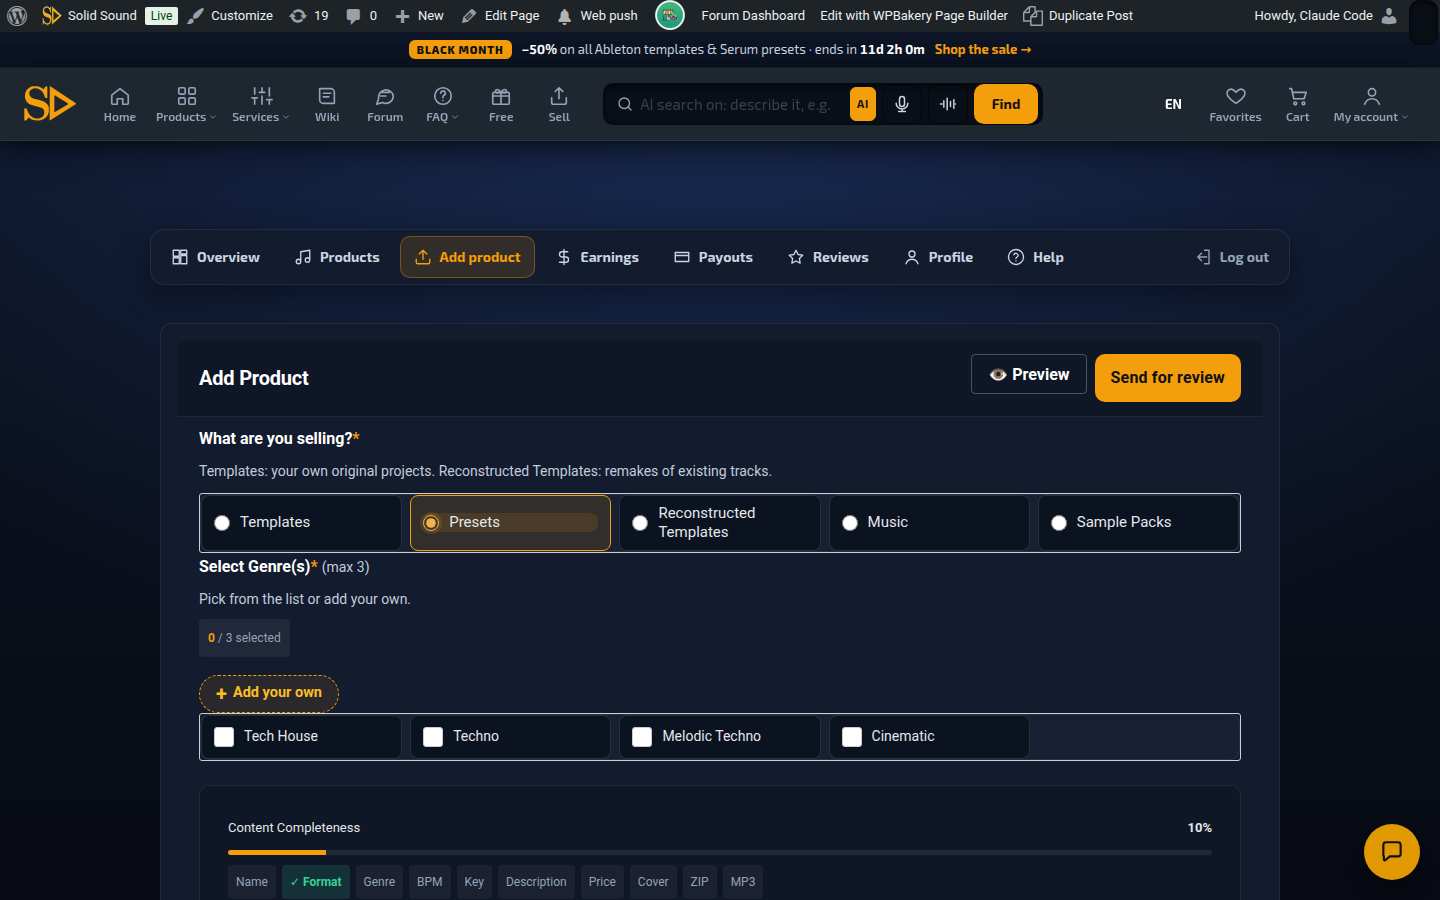 Solid Sound Live Customize 19 0 New Edit Page Web push Forum Dashboard Edit with WPBakery Page Builder Duplicate Post Howdy, Claude Code
BLACK MONTH −50% on all Ableton templates & Serum presets · ends in 11d 2h 0m Shop the sale →
Home Products Services Wiki Forum FAQ Free Sell
AI search on: describe it, e.g. AI Find
EN Favorites Cart My account
Overview Products Add product Earnings Payouts Reviews Profile Help Log out
Add Product
Preview Send for review
What are you selling?*
Templates: your own original projects. Reconstructed Templates: remakes of existing tracks.
Templates Presets Reconstructed Templates Music Sample Packs
Select Genre(s)* (max 3)
Pick from the list or add your own.
0 / 3 selected
+ Add your own
Tech House Techno Melodic Techno Cinematic
Content Completeness 10%
Name ✓ Format Genre BPM Key Description Price Cover ZIP MP3